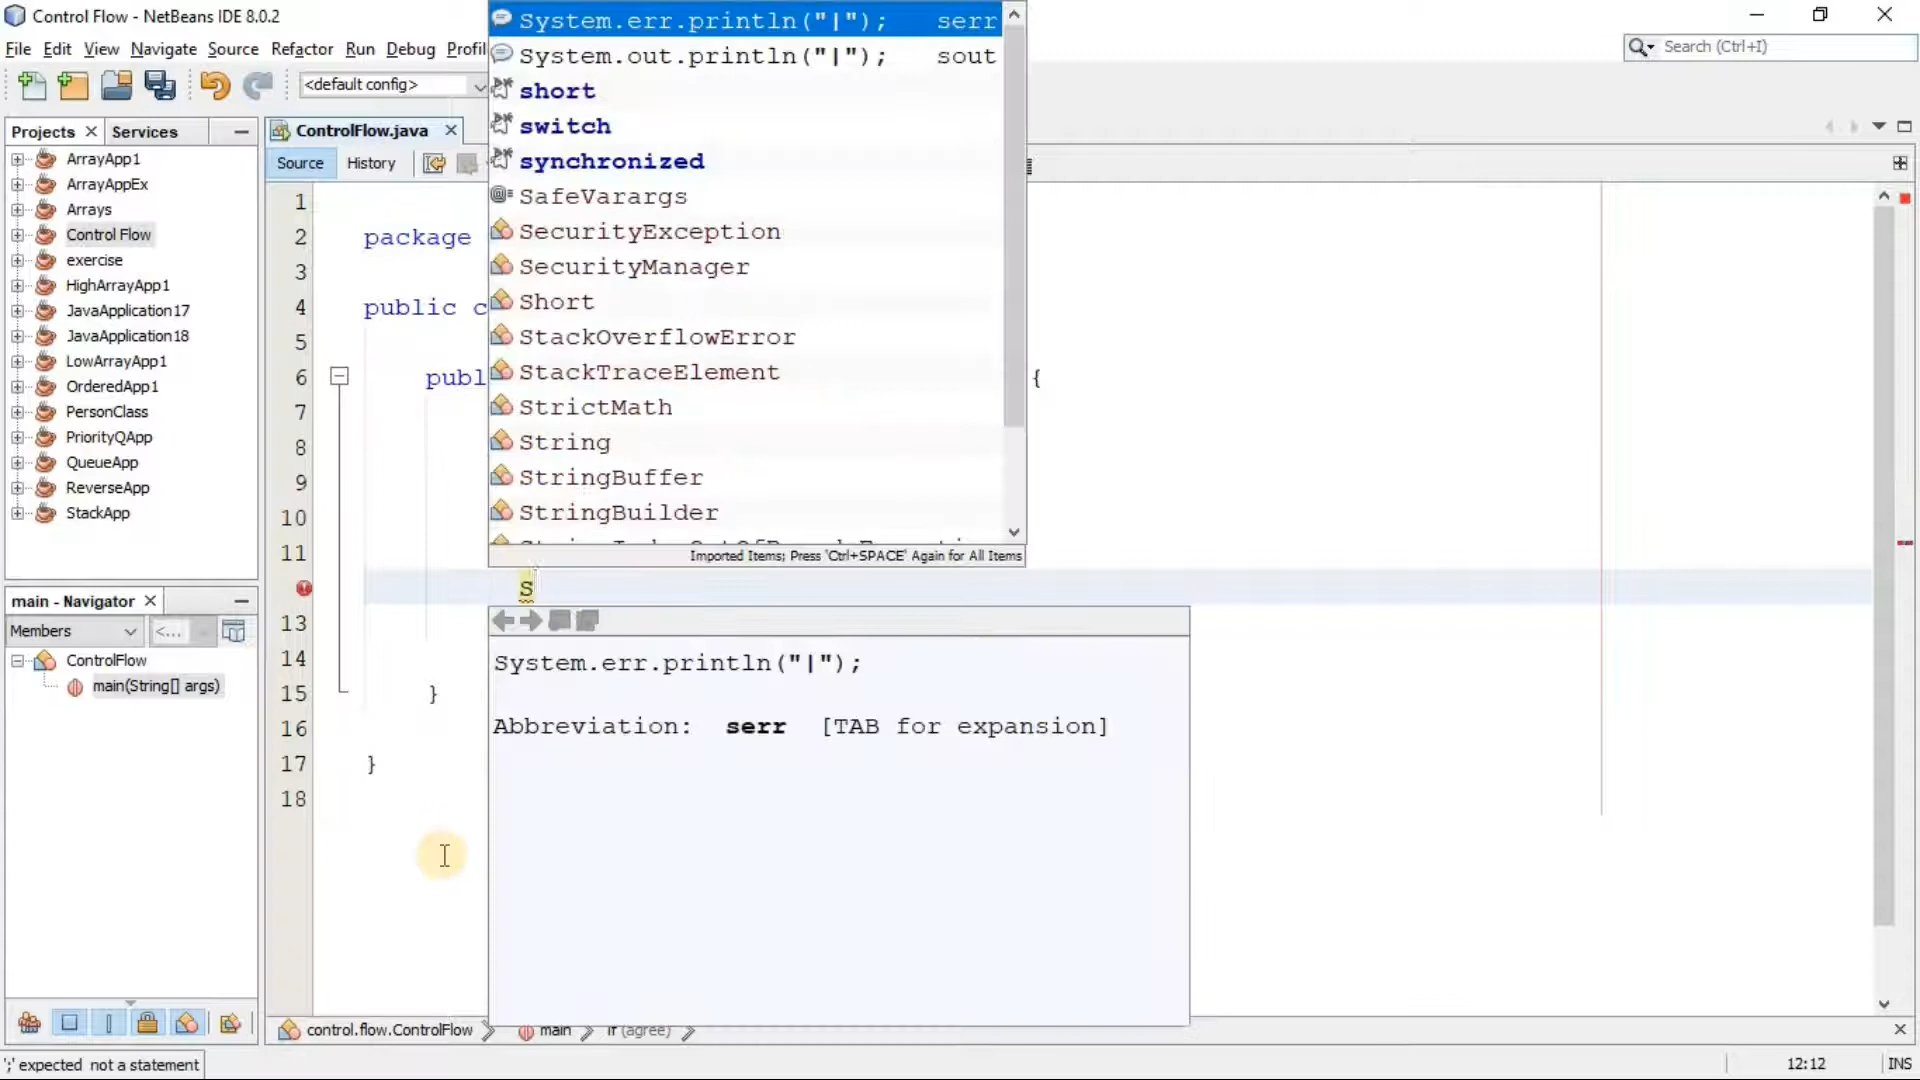 Control Flow - NetBeans IDE 8.0.2
File Edit View Navigate Source Refactor Run Debug Profil
Search (Ctrl+I)
<default config>
Projects
Services
ArrayApp1
ArrayAppEx
Arrays
Control Flow
exercise
HighArrayApp1
JavaApplication17
JavaApplication18
LowArrayApp1
OrderedApp1
PersonClass
PriorityQApp
QueueApp
ReverseApp
StackApp
main - Navigator
Members
<...
ControlFlow
main(String[] args)
ControlFlow.java
Source History
1
2 package
3
4 public c
5
6 publ {
7
8
9
10
11
S
13
14
15 }
16
17 }
18
System.err.println("|"); serr
System.out.println("|"); sout
short
switch
synchronized
SafeVarargs
SecurityException
SecurityManager
Short
StackOverflowError
StackTraceElement
StrictMath
String
StringBuffer
StringBuilder
Imported Items; Press 'Ctrl+SPACE' Again for All Items
System.err.println("|");
Abbreviation: serr [TAB for expansion]
control.flow.ControlFlow main if (agree)
';' expected not a statement
12:12 INS